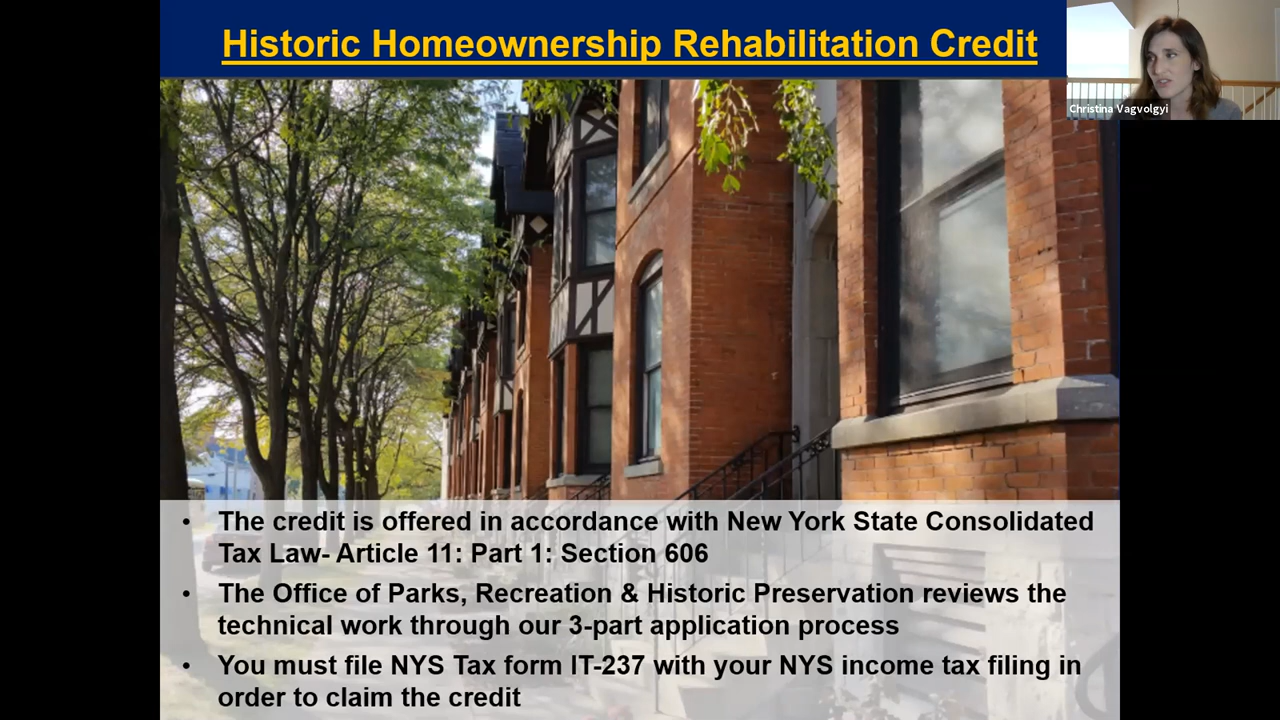 Historic Homeownership Rehabilitation Credit
Christina Vagvolgyi
• The credit is offered in accordance with New York State Consolidated
Tax Law- Article 11: Part 1: Section 606
• The Office of Parks, Recreation & Historic Preservation reviews the
technical work through our 3-part application process
• You must file NYS Tax form IT-237 with your NYS income tax filing in
order to claim the credit